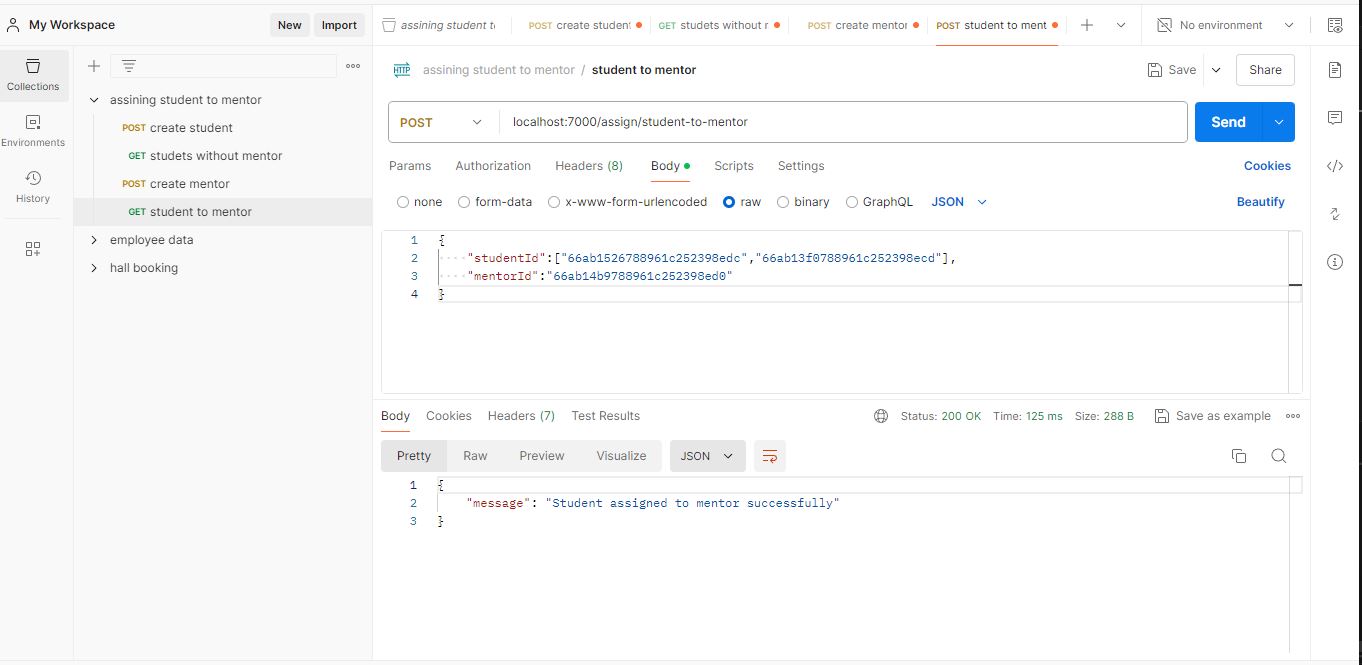 My Workspace New Import assining student t POST create student GET studets without r POST create mentor POST student to ment No environment
Collections
Environments
History
assining student to mentor
POST create student
GET studets without mentor
POST create mentor
GET student to mentor
employee data
hall booking
HTTP assining student to mentor / student to mentor Save Share
POST localhost:7000/assign/student-to-mentor Send
Params Authorization Headers (8) Body Scripts Settings Cookies
none form-data x-www-form-urlencoded raw binary GraphQL JSON Beautify
1 {
2 "studentId":["66ab1526788961c252398edc","66ab13f0788961c252398ecd"],
3 "mentorId":"66ab14b9788961c252398ed0"
4 }
Body Cookies Headers (7) Test Results Status: 200 OK Time: 125 ms Size: 288 B Save as example
Pretty Raw Preview Visualize JSON
1 {
2 "message": "Student assigned to mentor successfully"
3 }